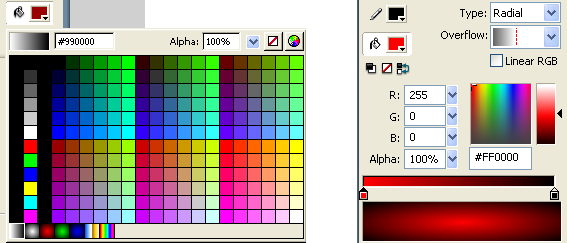 #990000 Alpha: 100%
Type: Radial
Overflow:
Linear RGB
R: 255
G: 0
B: 0
Alpha: 100% #FF0000